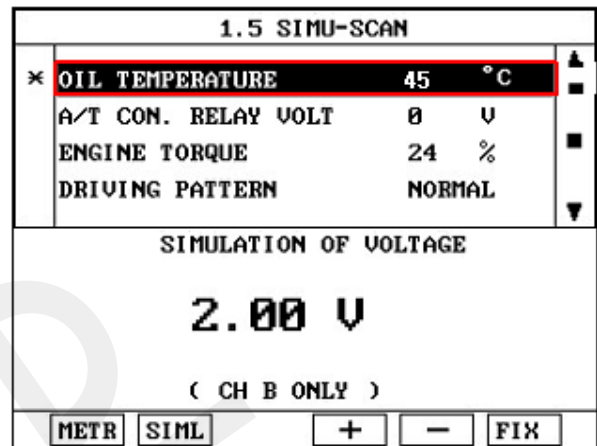 1.5 SIMU-SCAN
* OIL TEMPERATURE 45 °C
A/T CON. RELAY VOLT 0 V
ENGINE TORQUE 24 %
DRIVING PATTERN NORMAL
SIMULATION OF VOLTAGE
2.00 V
( CH B ONLY )
METR SIML + - FIX